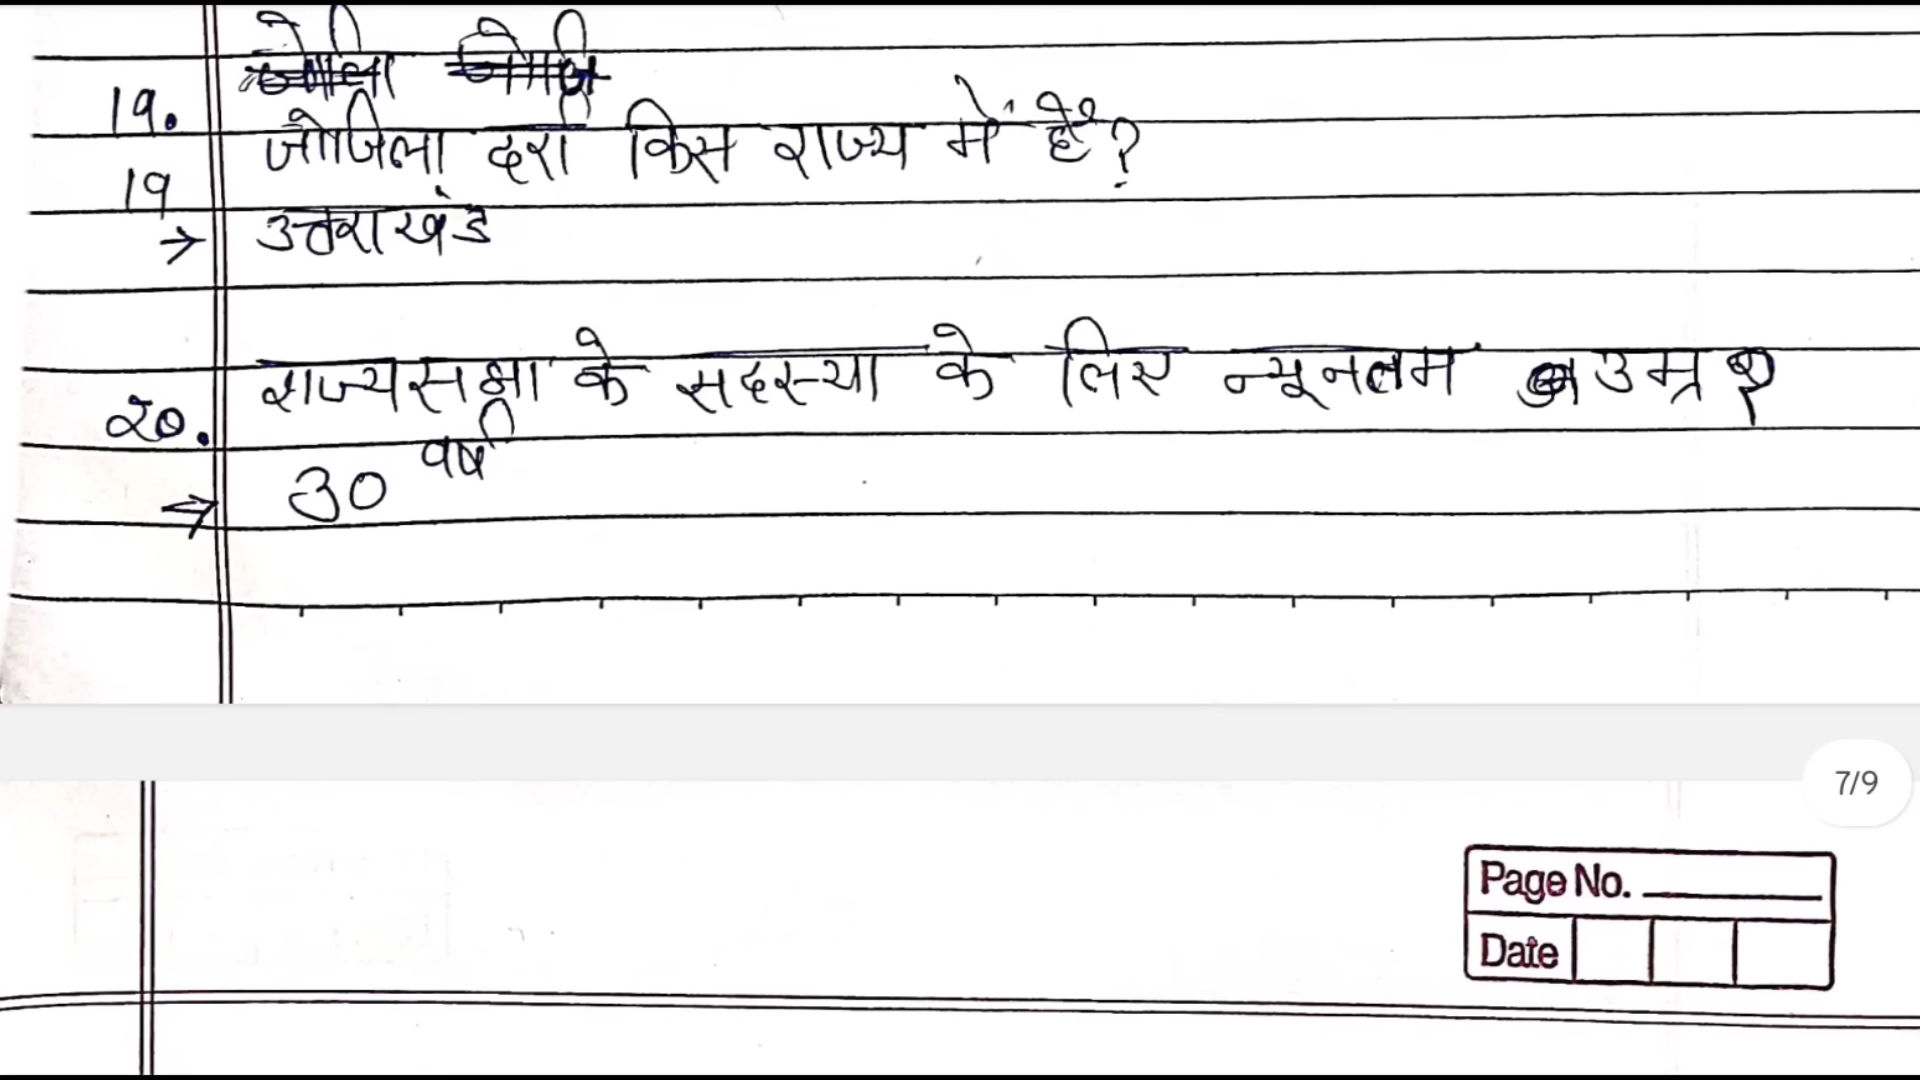 19. जोजिला दर्रा किस राज्य में है?
19
→ उत्तराखंड
20. राज्यसभा के सदस्या के लिए न्यूनतम उम्र ?
→ 30 वर्ष
7/9
Page No.
Date